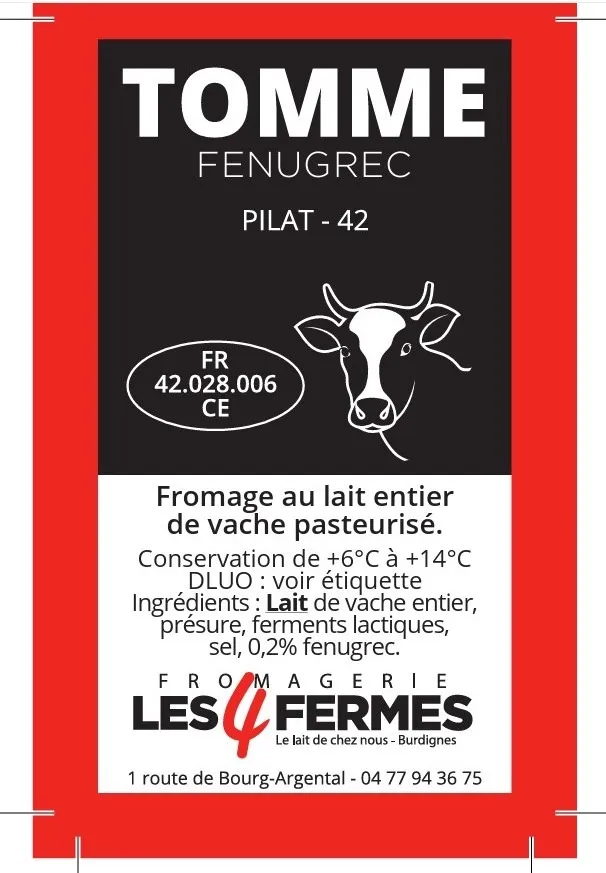 TOMME
FENUGREC
PILAT - 42
FR
42.028.006
CE
Fromage au lait entier
de vache pasteurisé.
Conservation de +6°C à +14°C
DLUO : voir étiquette
Ingrédients : Lait de vache entier,
présure, ferments lactiques,
sel, 0,2% fenugrec.
FROMAGERIE
LES 4 FERMES
Le lait de chez nous - Burdignes
1 route de Bourg-Argental - 04 77 94 36 75